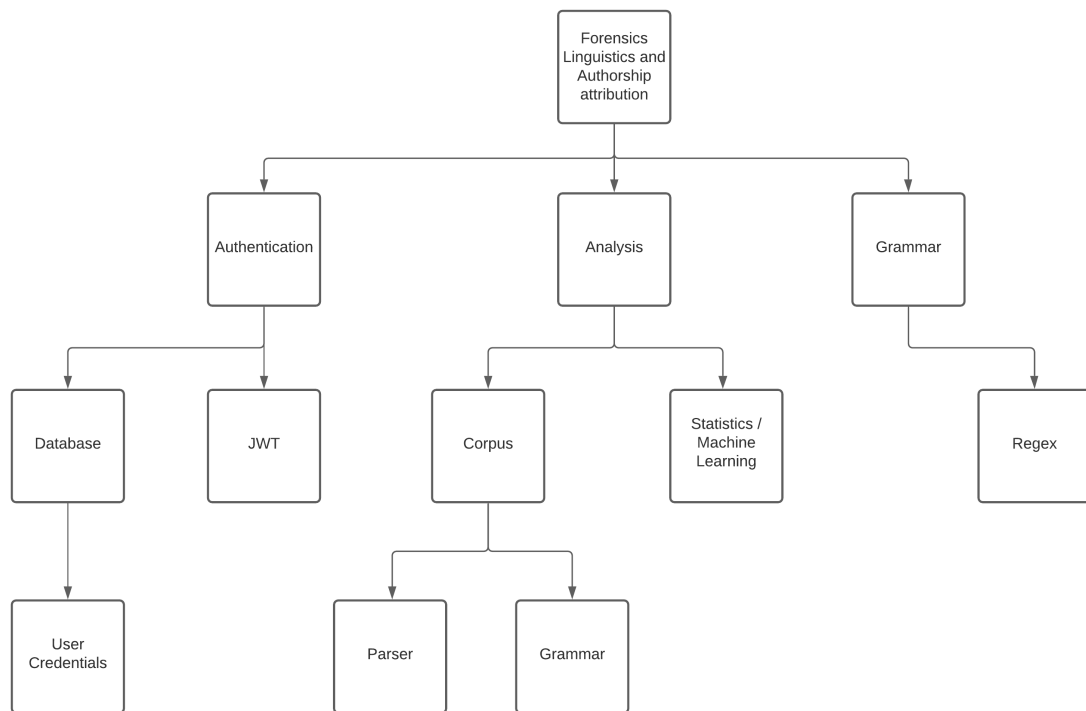 Forensics
Linguistics and
Authorship
attribution
Authentication
Analysis
Grammar
Database
JWT
Corpus
Statistics /
Machine
Learning
Regex
User
Credentials
Parser
Grammar